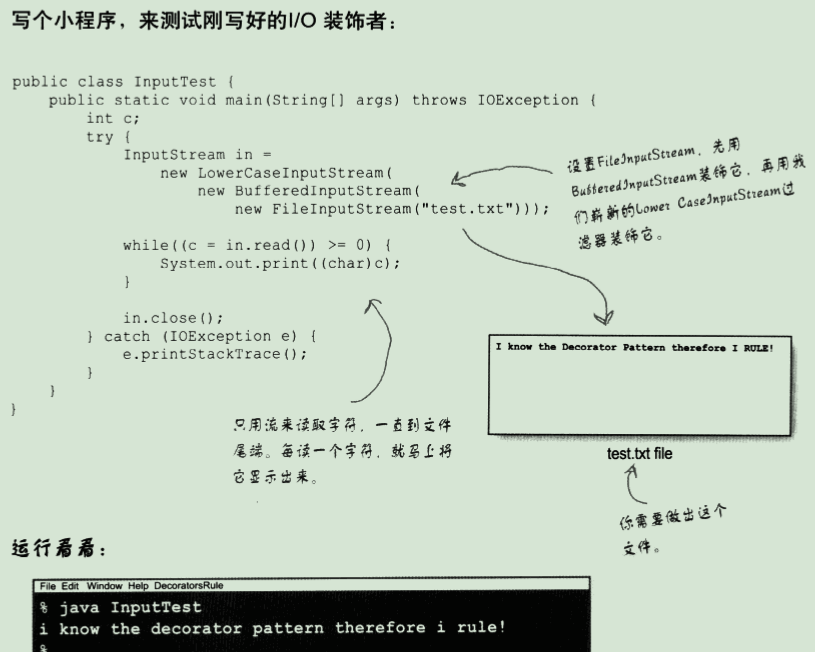 写个小程序，来测试刚写好的I/O 装饰者：
public class InputTest {
public static void main(String[] args) throws IOException {
int c;
try {
InputStream in =
new LowerCaseInputStream(
new BufferedInputStream(
new FileInputStream("test.txt")));
while((c = in.read()) >= 0) {
System.out.print((char)c);
}
in.close();
} catch (IOException e) {
e.printStackTrace();
}
}
}
设置FileInputStream，先用
BufferedInputStream装饰它，再用我
们崭新的Lower CaseInputStream过
滤器装饰它。
I know the Decorator Pattern therefore I RULE!
test.txt file
只用流来读取字符，一直到文件
尾端。每读一个字符，就马上将
它显示出来。
你需要做出这个
文件。
运行看看：
File Edit Window Help DecoratorsRule
% java InputTest
i know the decorator pattern therefore i rule!
%